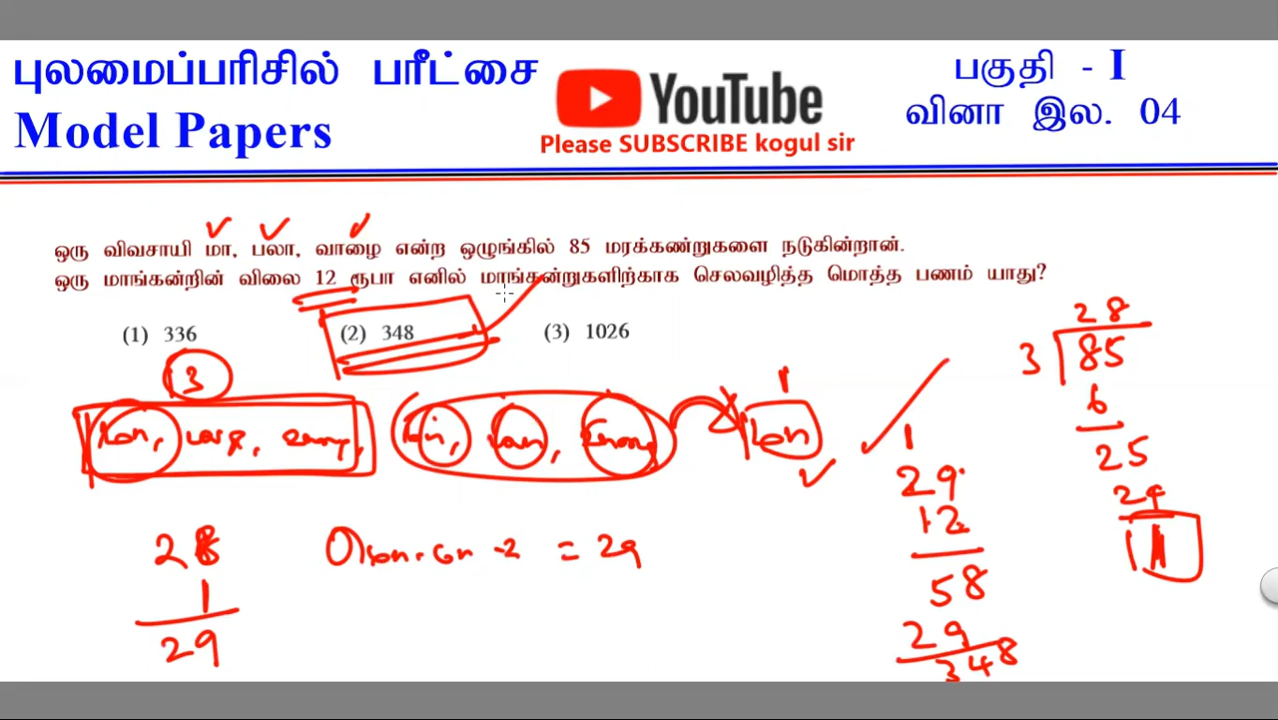 புலமைப்பரிசில் பரீட்சை
Model Papers
YouTube
Please SUBSCRIBE kogul sir
பகுதி - I
வினா இல. 04
ஒரு விவசாயி மா, பலா, வாழை என்ற ஒழுங்கில் 85 மரக்கண்றுகளை நடுகின்றான்.
ஒரு மாங்கன்றின் விலை 12 ரூபா எனில் மாங்கன்றுகளிற்காக செலவழித்த மொத்த பணம் யாது?
(1) 336 (2) 348 (3) 1026
3
1
28
1
29
= 29
1
29
12
58
29
348
28
3 85
6
25
24
1